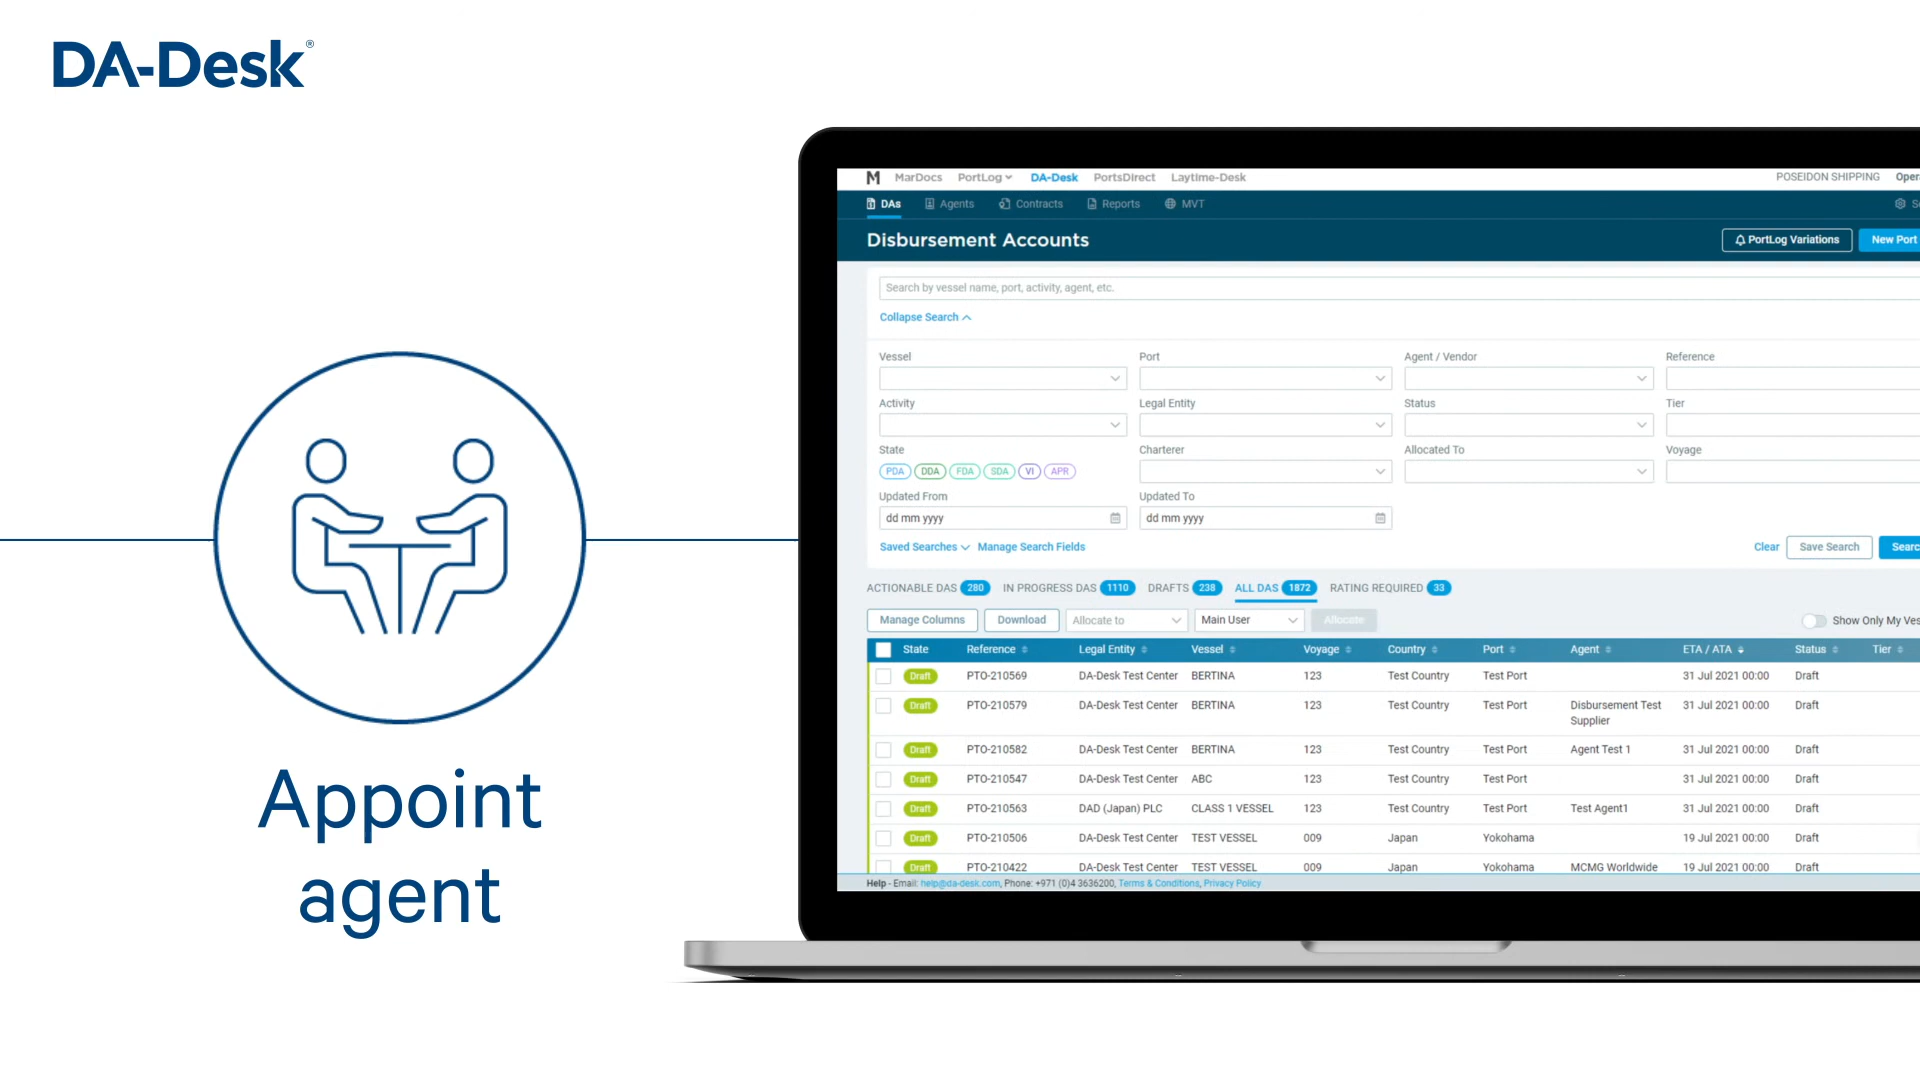 DA-Desk®
MarDocs PortLog DA-Desk PortsDirect Laytime-Desk POSEIDON SHIPPING
DAs Agents Contracts Reports MVT
Disbursement Accounts PortLog Variations New Port
Search by vessel name, port, activity, agent, etc.
Collapse Search
Vessel Port Agent / Vendor Reference
Activity Legal Entity Status Tier
State Charterer Allocated To Voyage
PDA DDA FDA SDA VI APR
Updated From Updated To
dd mm yyyy dd mm yyyy
Saved Searches Manage Search Fields Clear Save Search Searc
ACTIONABLE DAS 280 IN PROGRESS DAS 1110 DRAFTS 238 ALL DAS 1872 RATING REQUIRED 33
Manage Columns Download Allocate to Main User Allocate Show Only My Ves
State Reference Legal Entity Vessel Voyage Country Port Agent ETA / ATA Status Tier
Draft PTO-210569 DA-Desk Test Center BERTINA 123 Test Country Test Port 31 Jul 2021 00:00 Draft
Draft PTO-210579 DA-Desk Test Center BERTINA 123 Test Country Test Port Disbursement Test 31 Jul 2021 00:00 Draft
Supplier
Draft PTO-210582 DA-Desk Test Center BERTINA 123 Test Country Test Port Agent Test 1 31 Jul 2021 00:00 Draft
Draft PTO-210547 DA-Desk Test Center ABC 123 Test Country Test Port 31 Jul 2021 00:00 Draft
Draft PTO-210563 DAD (Japan) PLC CLASS 1 VESSEL 123 Test Country Test Port Test Agent1 31 Jul 2021 00:00 Draft
Draft PTO-210506 DA-Desk Test Center TEST VESSEL 009 Japan Yokohama 19 Jul 2021 00:00 Draft
Draft PTO-210422 DA-Desk Test Center TEST VESSEL 009 Japan Yokohama MCMG Worldwide 19 Jul 2021 00:00 Draft
Help - Email: help@da-desk.com, Phone: +971 (0)4 3636200, Terms & Conditions, Privacy Policy
Appoint
agent